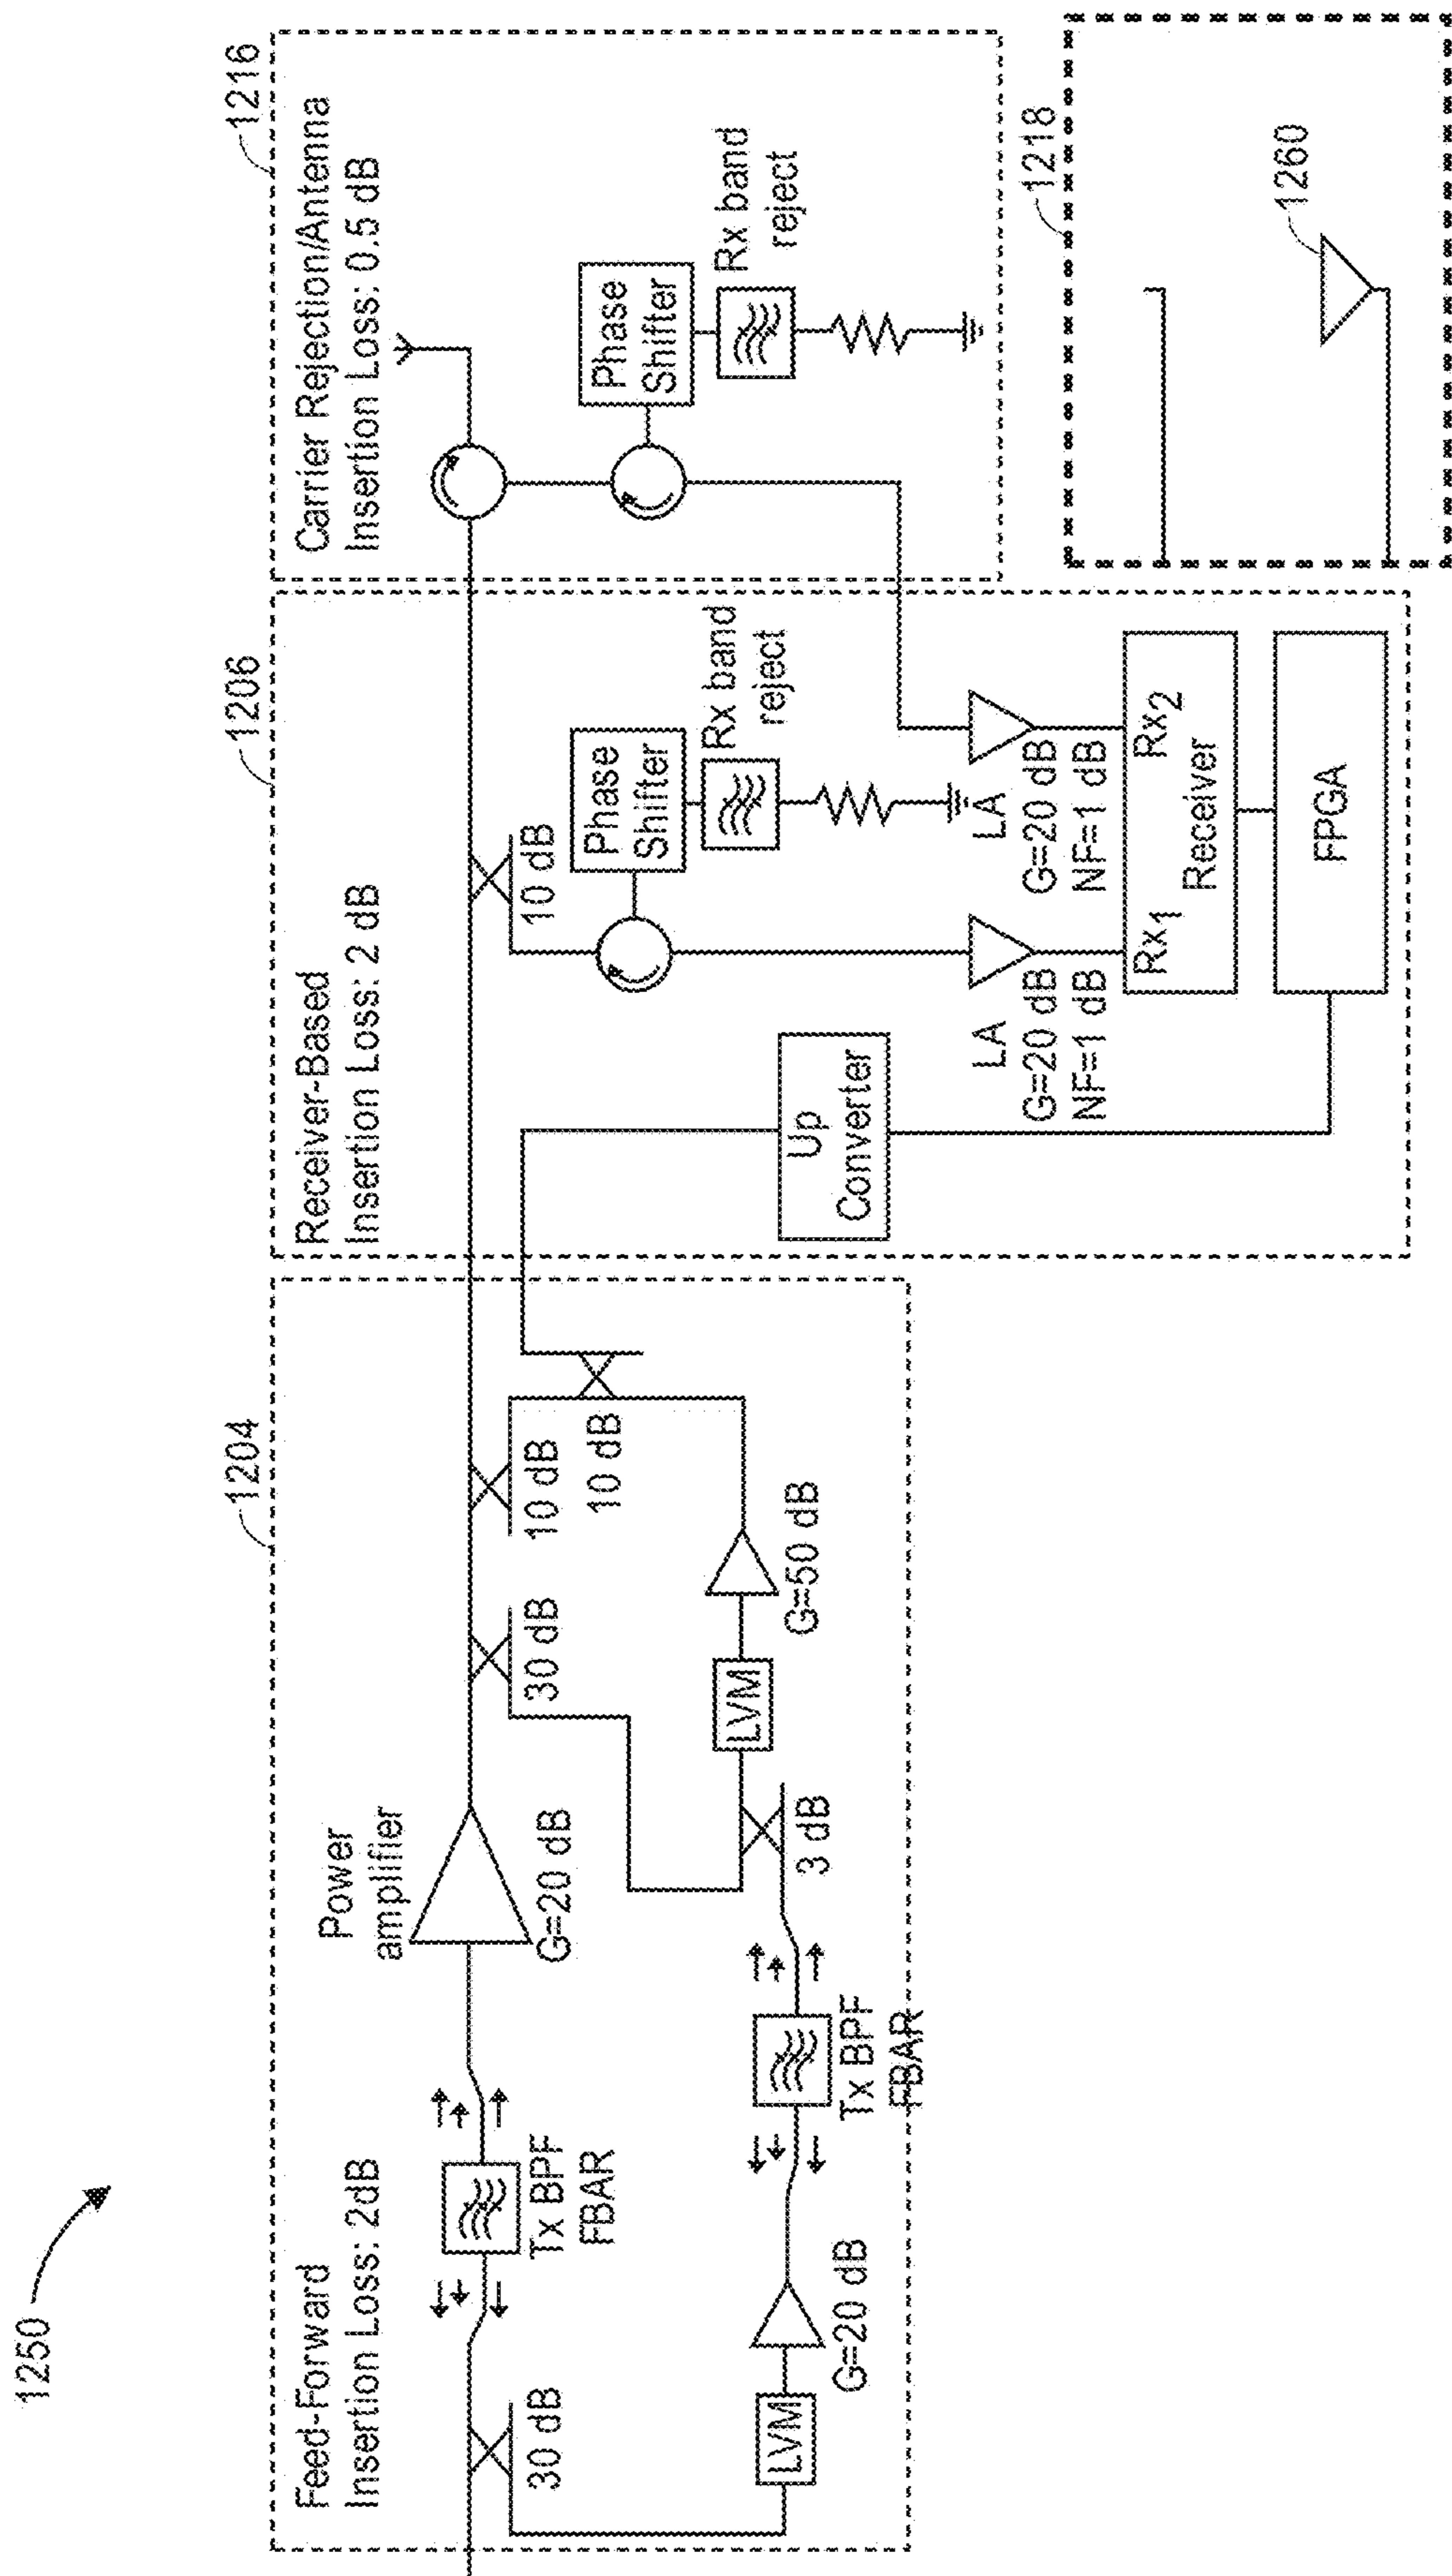 1250
1204
Feed-Forward
Insertion Loss: 2dB
30 dB
Tx BPF
FBAR
Power
amplifier
G=20 dB
30 dB
10 dB
10 dB
LVM
G=20 dB
Tx BPF
FBAR
3 dB
LVM
G=50 dB
1206
Receiver-Based
Insertion Loss: 2 dB
10 dB
Phase
Shifter
Rx band
reject
Up
Converter
LA
G=20 dB
NF=1 dB
LA
G=20 dB
NF=1 dB
Rx1
Rx2
Receiver
FPGA
1216
Carrier Rejection/Antenna
Insertion Loss: 0.5 dB
Phase
Shifter
Rx band
reject
1218
1260